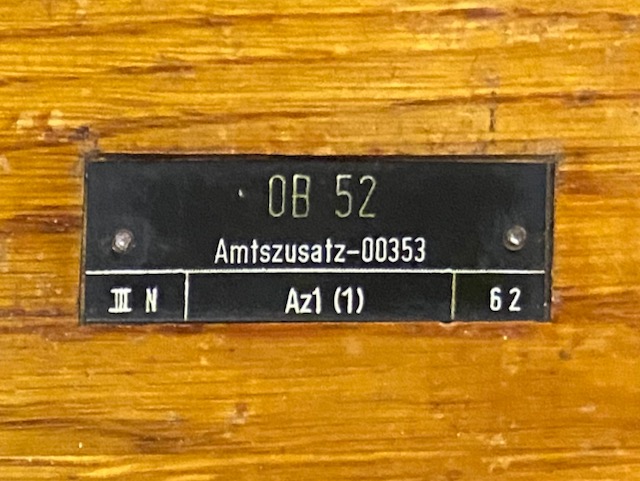 OB 52
Amtszusatz-00353
III N Az1 (1) 62